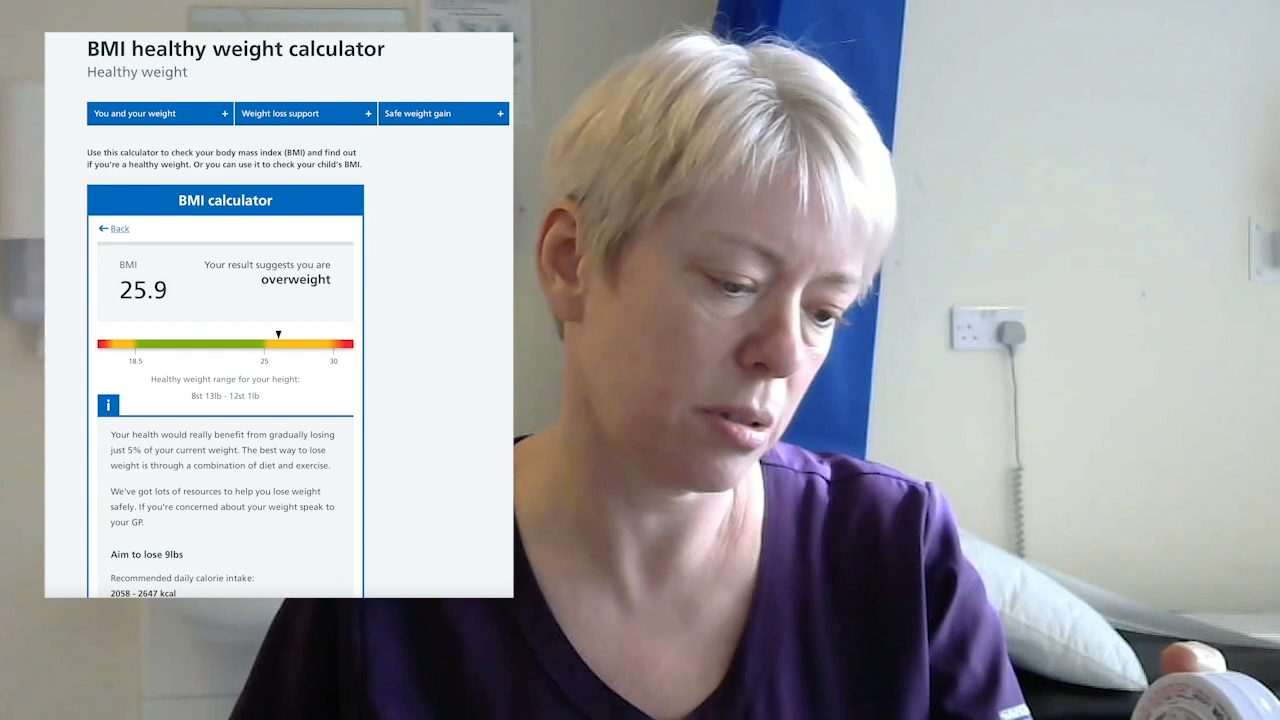 BMI healthy weight calculator
Healthy weight
You and your weight +
Weight loss support +
Safe weight gain +
Use this calculator to check your body mass index (BMI) and find out
if you're a healthy weight. Or you can use it to check your child's BMI.
BMI calculator
Back
BMI
Your result suggests you are
25.9
overweight
18.5 25 30
Healthy weight range for your height:
8st 13lb - 12st 1lb
i
Your health would really benefit from gradually losing
just 5% of your current weight. The best way to lose
weight is through a combination of diet and exercise.
We've got lots of resources to help you lose weight
safely. If you're concerned about your weight speak to
your GP.
Aim to lose 9lbs
Recommended daily calorie intake:
2058 - 2647 kcal